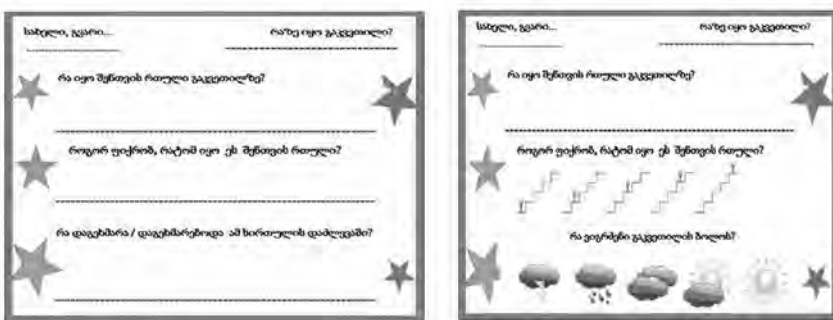 სახელი, გვარი...
რაზე იყო გაკვეთილი?
რა იყო შენთვის რთული გაკვეთილზე?
როგორ ფიქრობ, რატომ იყო ეს შენთვის რთული?
რა დაგეხმარა / დაგეხმარებოდა ამ სირთულის დაძლევაში?
სახელი, გვარი...
რაზე იყო გაკვეთილი?
რა იყო შენთვის რთული გაკვეთილზე?
როგორ ფიქრობ, რატომ იყო ეს შენთვის რთული?
რა ვიგრძენი გაკვეთილის ბოლოს?